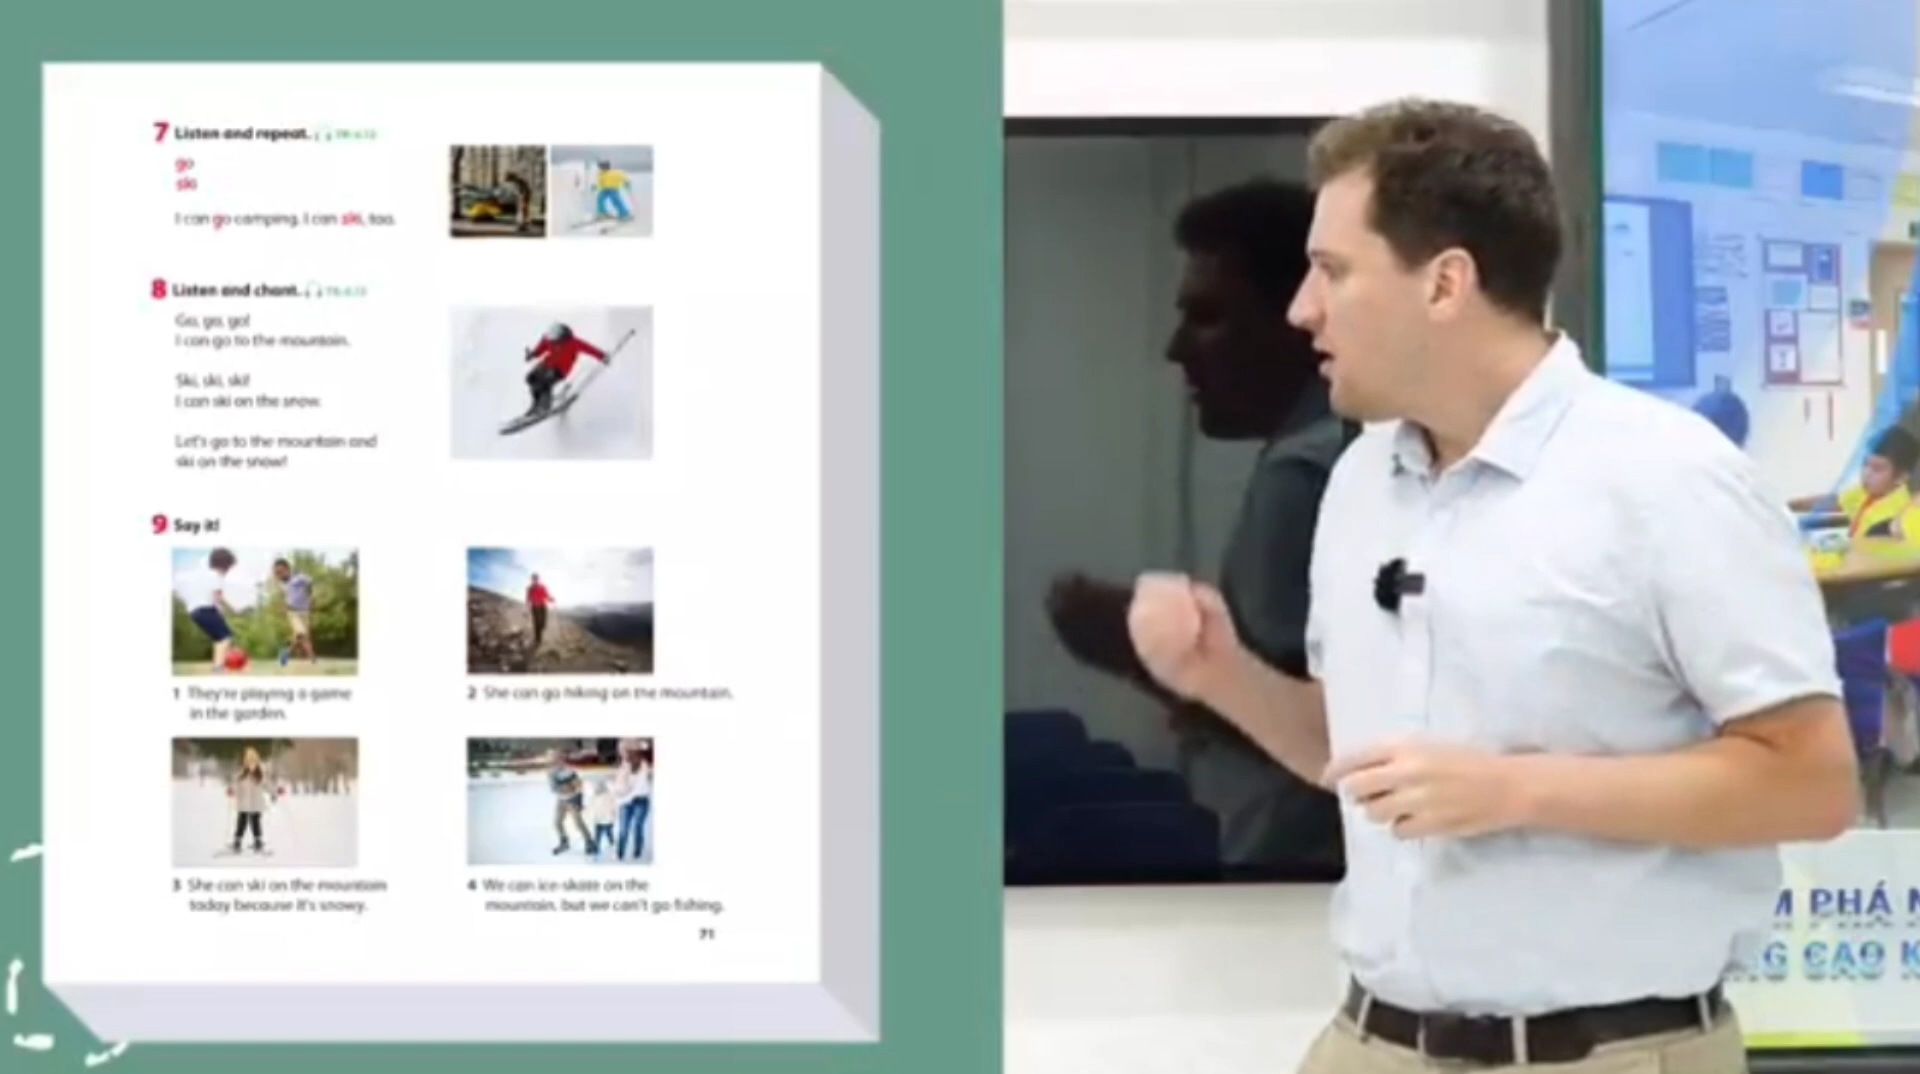 7 Listen and repeat.
go
ski
I can go camping. I can ski, too.
8 Listen and chant.
Go, go, go!
I can go to the mountain.
Ski, ski, ski!
I can ski on the snow.
Let's go to the mountain and
ski on the snow!
9 Say it!
1 They're playing a game
in the garden.
2 She can go hiking on the mountain.
3 She can ski on the mountain
today because it's snowy.
4 We can ice-skate on the
mountain, but we can't go fishing.
71
PHÁ
CAO